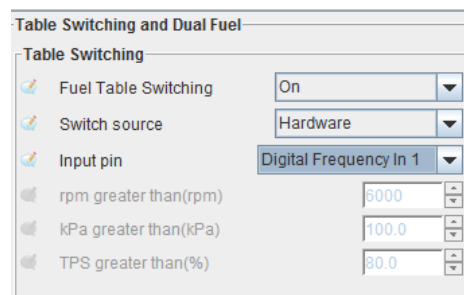 Table Switching and Dual Fuel
Table Switching
Fuel Table Switching On
Switch source Hardware
Input pin Digital Frequency In 1
rpm greater than(rpm) 6000
kPa greater than(kPa) 100.0
TPS greater than(%) 80.0